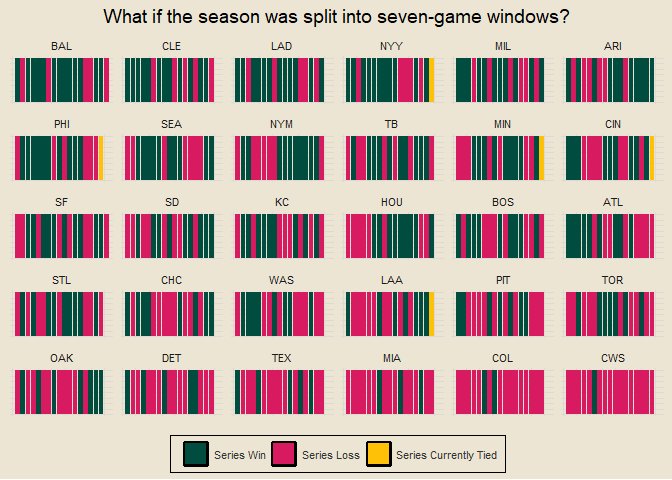 What if the season was split into seven-game windows?
BAL CLE LAD NYY MIL ARI
PHI SEA NYM TB MIN CIN
SF SD KC HOU BOS ATL
STL CHC WAS LAA PIT TOR
OAK DET TEX MIA COL CWS
Series Win Series Loss Series Currently Tied